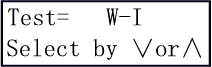 Test=   W-I
Select by ∨or∧